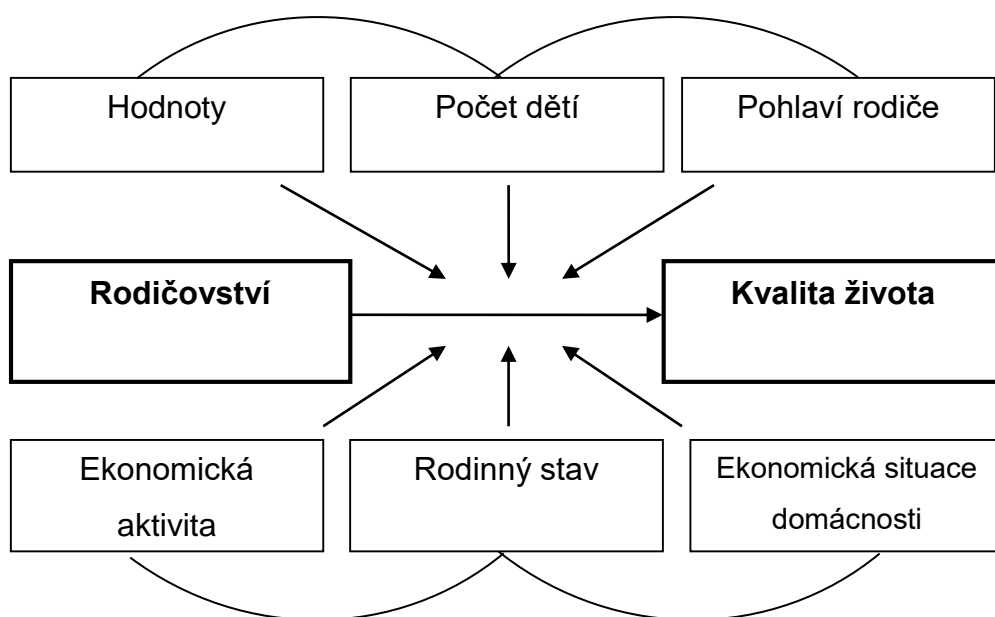 Hodnoty
Počet dětí
Pohlaví rodiče
Rodičovství
Kvalita života
Ekonomická
aktivita
Rodinný stav
Ekonomická situace
domácnosti